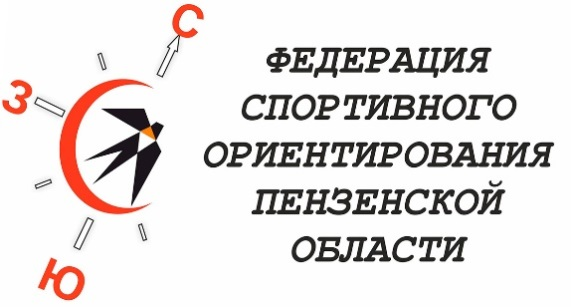 С
З
Ю
ФЕДЕРАЦИЯ
СПОРТИВНОГО
ОРИЕНТИРОВАНИЯ
ПЕНЗЕНСКОЙ
ОБЛАСТИ